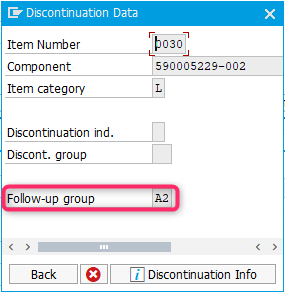 Discontinuation Data
Item Number 0030
Component 590005229-002
Item category L
Discontinuation ind.
Discont. group
Follow-up group A2
Back Discontinuation Info